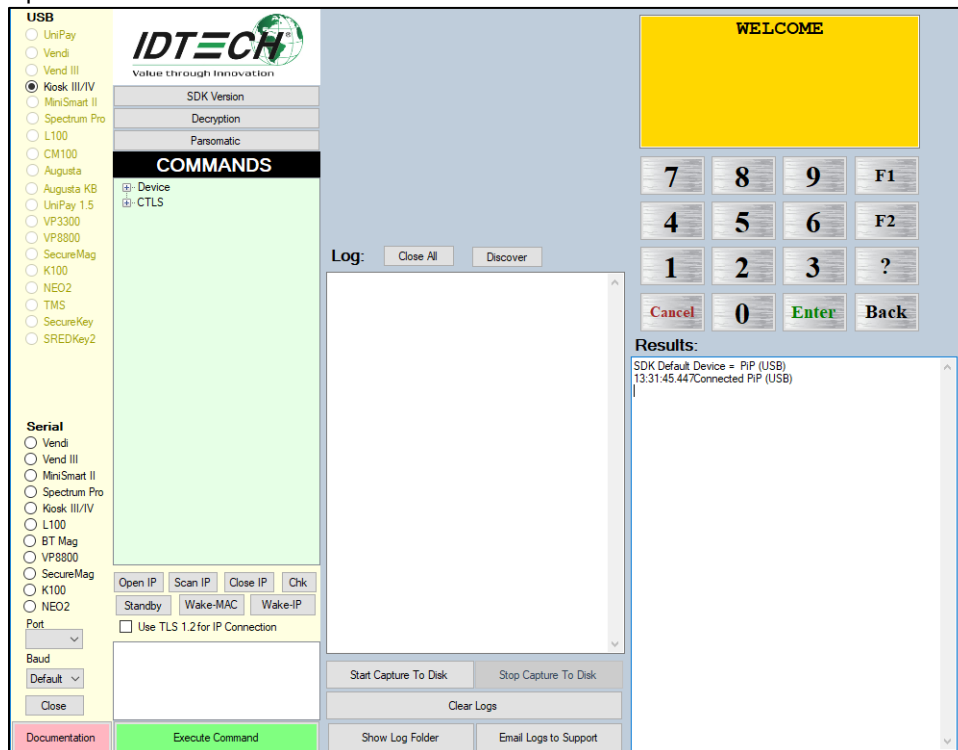 USB
UniPay
Vendi
Vend III
Kiosk III/IV
MiniSmart II
Spectrum Pro
L100
CM100
Augusta
Augusta KB
UniPay 1.5
VP3300
VP8800
SecureMag
K100
NEO2
TMS
SecureKey
SREDKey2
Serial
Vendi
Vend III
MiniSmart II
Spectrum Pro
Kiosk III/IV
L100
BT Mag
VP8800
SecureMag
K100
NEO2
Port
Baud
Default
Close
Documentation
IDTECH®
Value through Innovation
SDK Version
Decryption
Parsomatic
COMMANDS
Device
CTLS
Open IP Scan IP Close IP Chk
Standby Wake-MAC Wake-IP
Use TLS 1.2 for IP Connection
Execute Command
Log: Close All Discover
Start Capture To Disk Stop Capture To Disk
Clear Logs
Show Log Folder Email Logs to Support
WELCOME
7 8 9 F1
4 5 6 F2
1 2 3 ?
Cancel 0 Enter Back
Results:
SDK Default Device = PiP (USB)
13:31:45.447Connected PiP (USB)